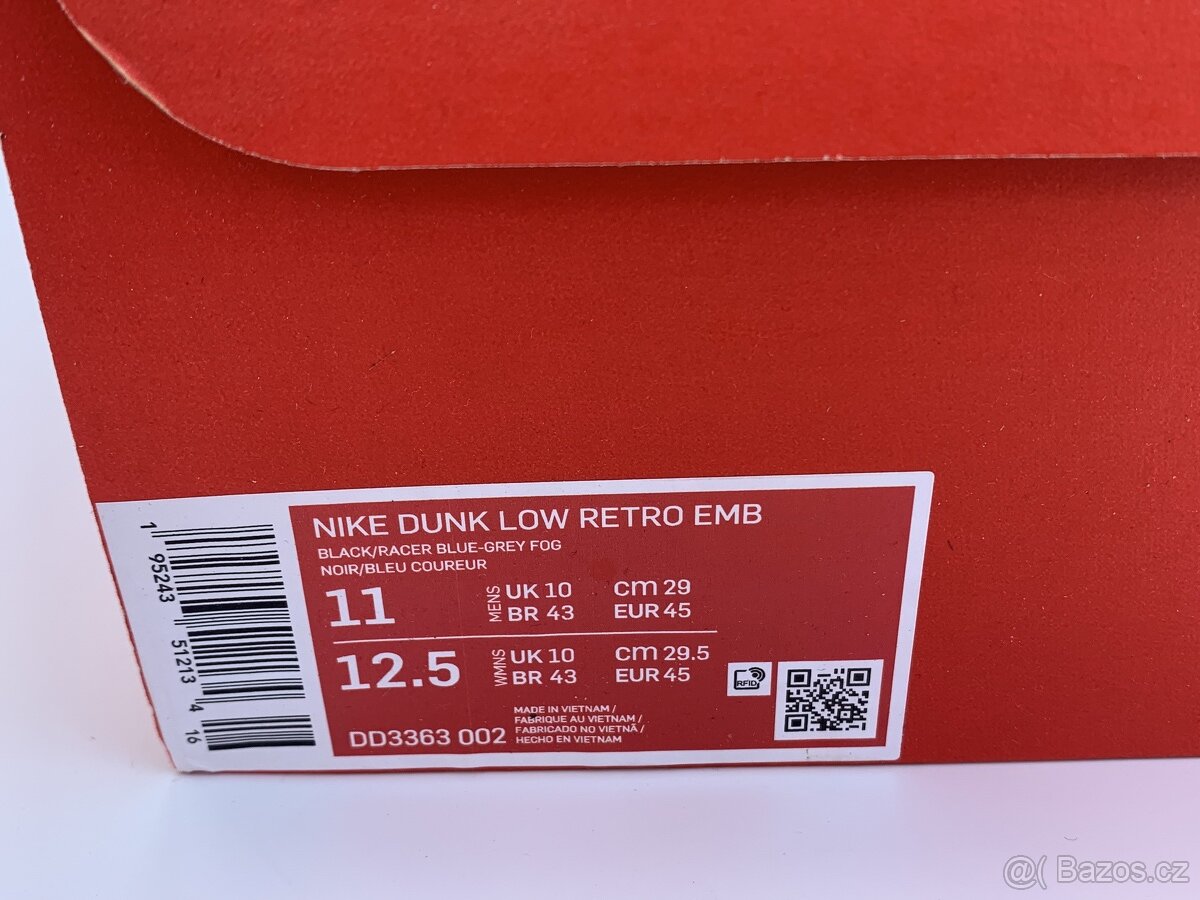 NIKE DUNK LOW RETRO EMB
BLACK/RACER BLUE-GREY FOG
NOIR/BLEU COUREUR
11 MENS UK 10 cm 29
BR 43 EUR 45
12.5 WMNS UK 10 cm 29.5
BR 43 EUR 45
RFID
DD3363 002
MADE IN VIETNAM /
FABRIQUE AU VIETNAM /
FABRICADO NO VIETNÃ /
HECHO EN VIETNAM
1 95243 51213 4 16
@( Bazos.cz